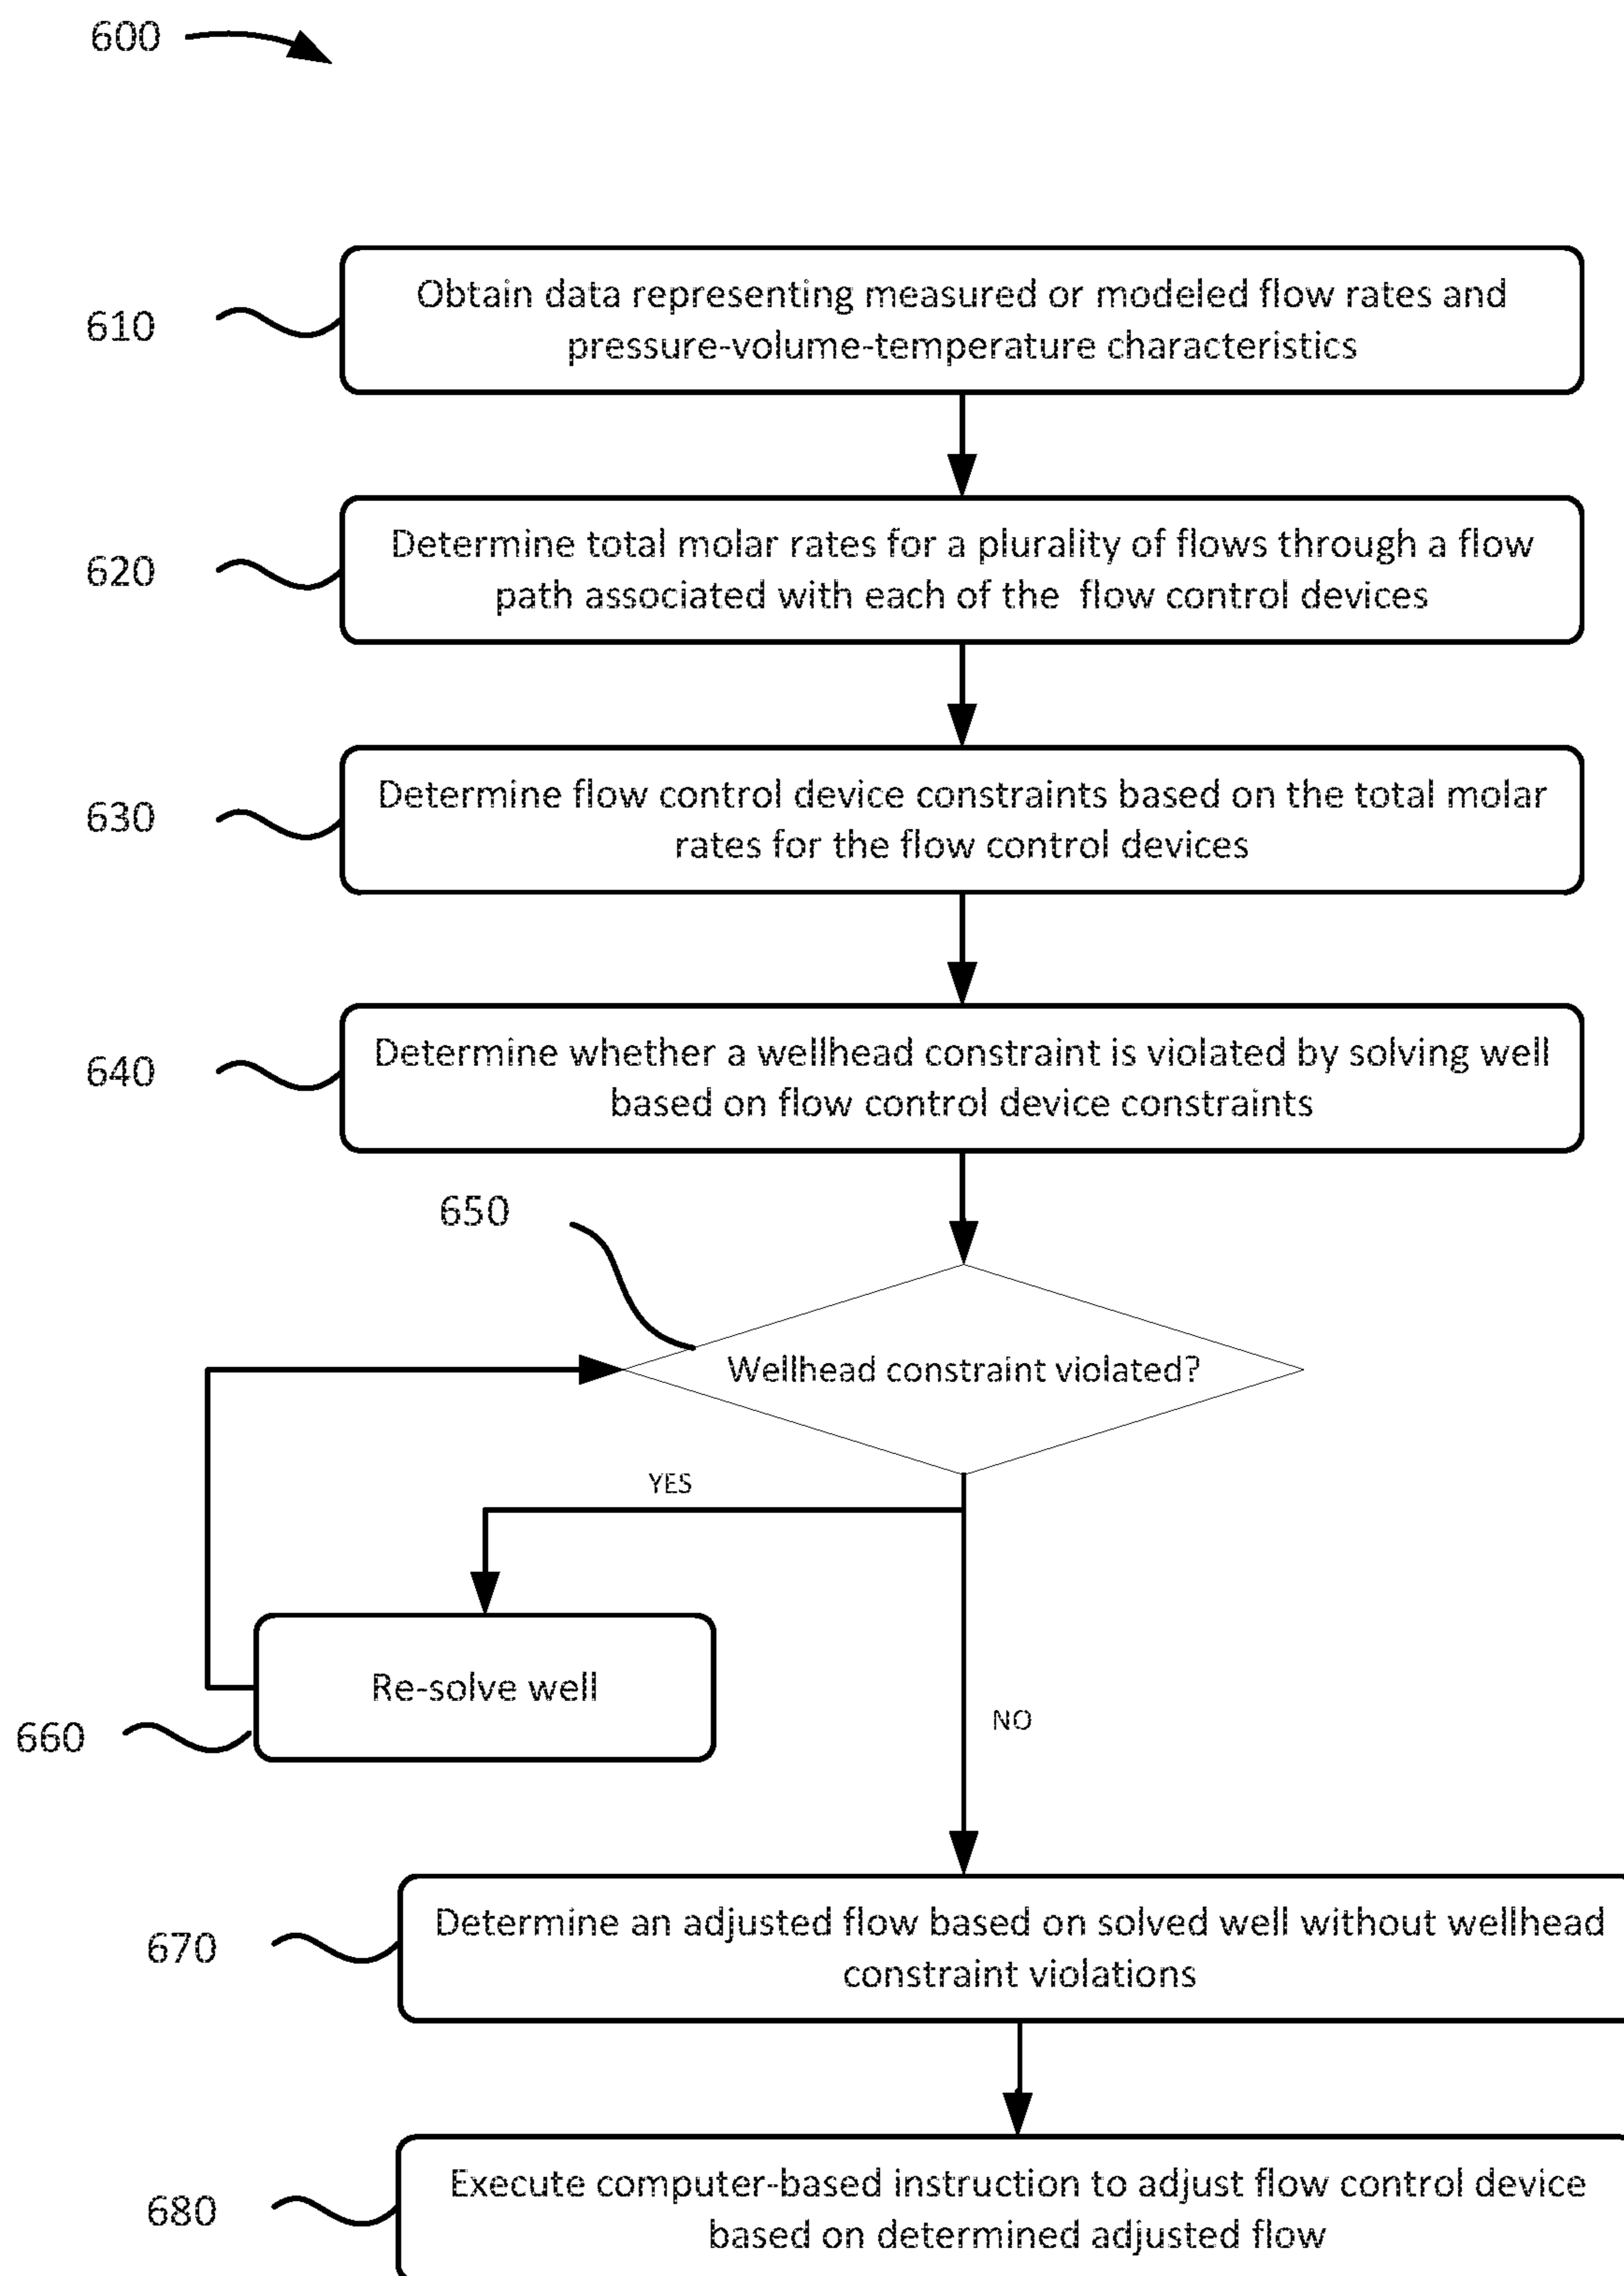 600
610
Obtain data representing measured or modeled flow rates and
pressure-volume-temperature characteristics
620
Determine total molar rates for a plurality of flows through a flow
path associated with each of the flow control devices
630
Determine flow control device constraints based on the total molar
rates for the flow control devices
640
Determine whether a wellhead constraint is violated by solving well
based on flow control device constraints
650
Wellhead constraint violated?
YES
Re-solve well
660
NO
670
Determine an adjusted flow based on solved well without wellhead
constraint violations
680
Execute computer-based instruction to adjust flow control device
based on determined adjusted flow